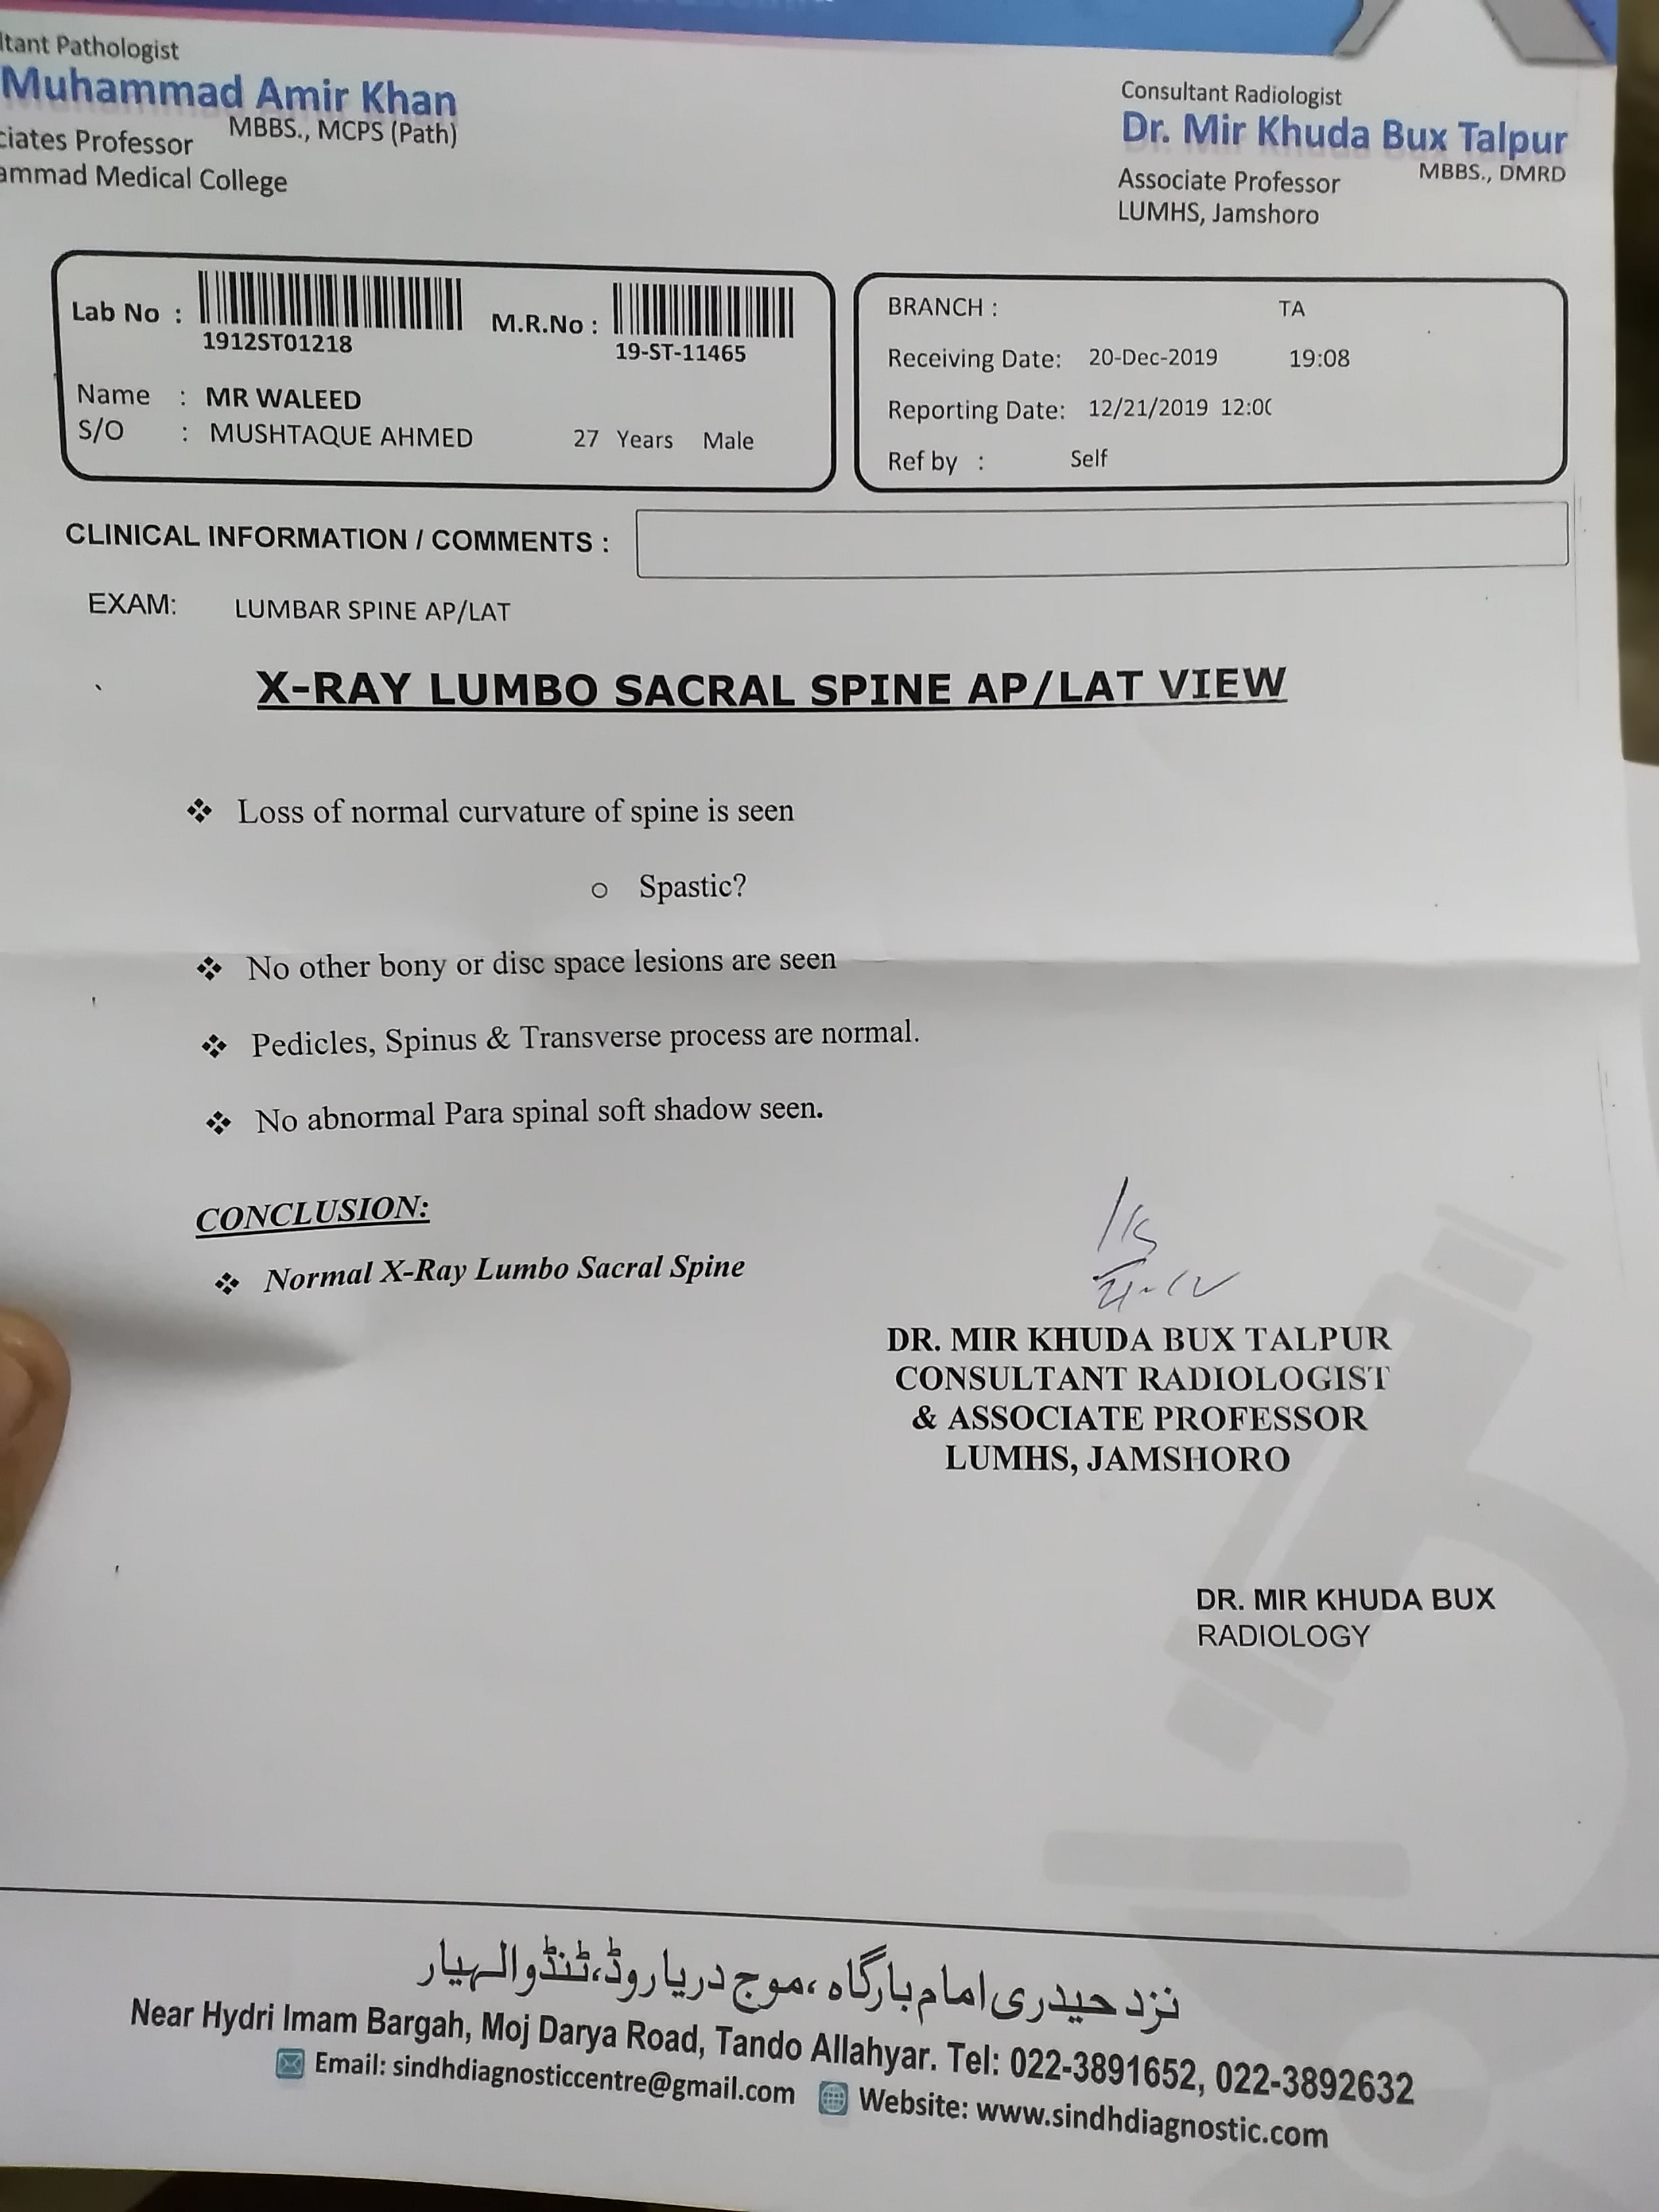 ltant Pathologist
Muhammad Amir Khan
MBBS., MCPS (Path)
ciates Professor
ammad Medical College
Consultant Radiologist
Dr. Mir Khuda Bux Talpur
MBBS., DMRD
Associate Professor
LUMHS, Jamshoro
Lab No :
1912ST01218
M.R.No :
19-ST-11465
Name : MR WALEED
S/O : MUSHTAQUE AHMED 27 Years Male
BRANCH : TA
Receiving Date: 20-Dec-2019 19:08
Reporting Date: 12/21/2019 12:00
Ref by : Self
CLINICAL INFORMATION / COMMENTS :
EXAM: LUMBAR SPINE AP/LAT
X-RAY LUMBO SACRAL SPINE AP/LAT VIEW
❖ Loss of normal curvature of spine is seen
o Spastic?
❖ No other bony or disc space lesions are seen
❖ Pedicles, Spinus & Transverse process are normal.
❖ No abnormal Para spinal soft shadow seen.
CONCLUSION:
❖ Normal X-Ray Lumbo Sacral Spine
DR. MIR KHUDA BUX TALPUR
CONSULTANT RADIOLOGIST
& ASSOCIATE PROFESSOR
LUMHS, JAMSHORO
DR. MIR KHUDA BUX
RADIOLOGY
نزد حیدری امام بارگاہ، موج دریا روڈ، ٹنڈوالہیار
Near Hydri Imam Bargah, Moj Darya Road, Tando Allahyar. Tel: 022-3891652, 022-3892632
Email: sindhdiagnosticcentre@gmail.com Website: www.sindhdiagnostic.com